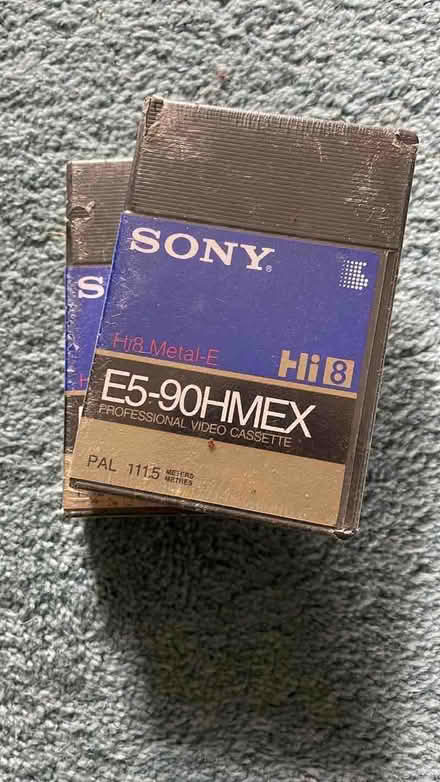 SONY®
Hi8 Metal-E
Hi8
E5-90HMEX
PROFESSIONAL VIDEO CASSETTE
PAL 111.5 METERS
METRES
S
H